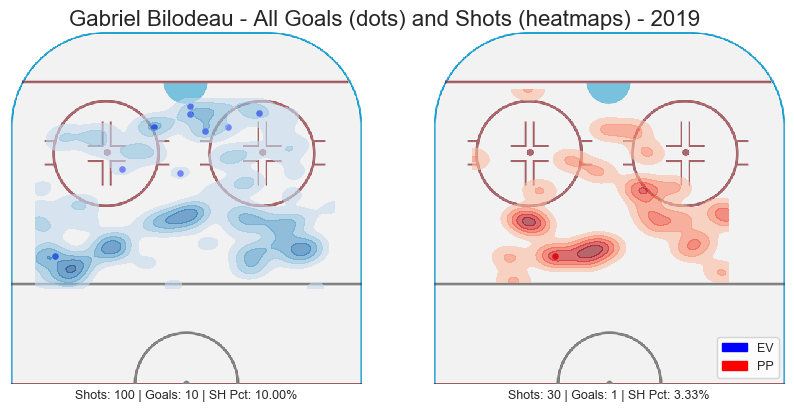 Gabriel Bilodeau - All Goals (dots) and Shots (heatmaps) - 2019
EV
PP
Shots: 100 | Goals: 10 | SH Pct: 10.00%
Shots: 30 | Goals: 1 | SH Pct: 3.33%